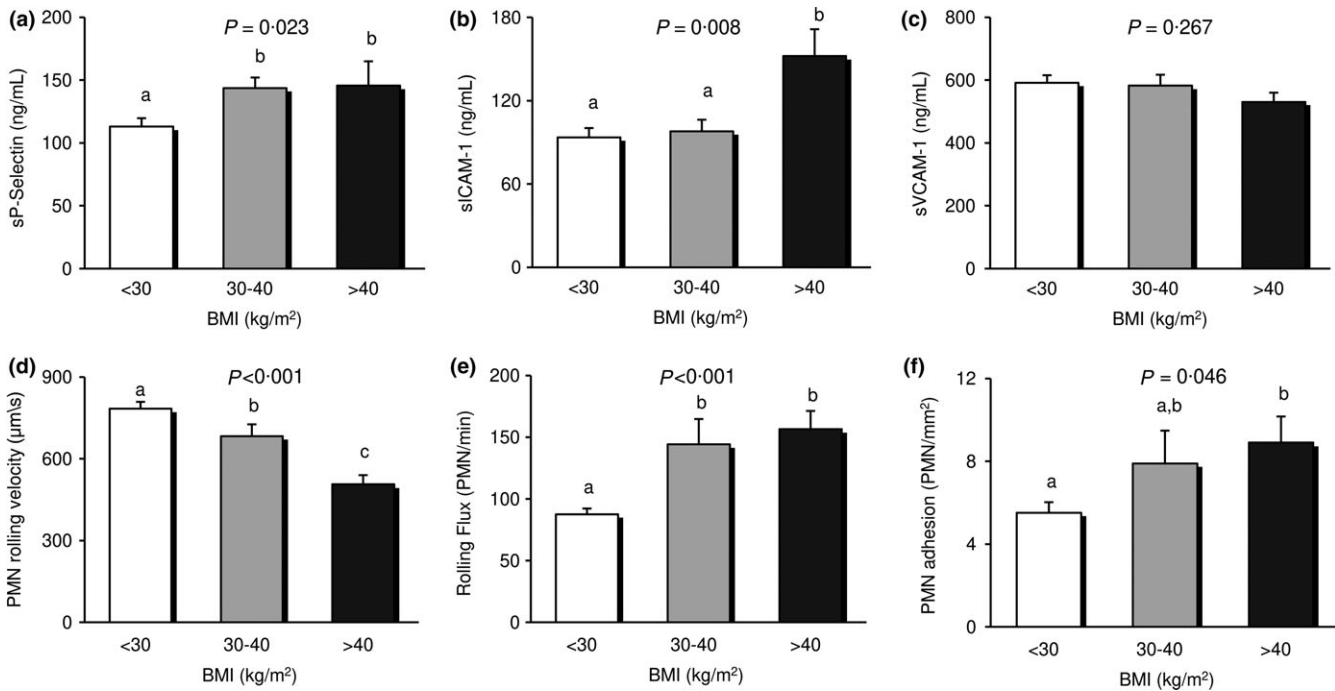 (a)
P = 0·023
sP-Selectin (ng/mL)
200
150
100
50
0
a
b
b
<30
30-40
>40
BMI (kg/m²)
(b)
P = 0·008
sICAM-1 (ng/mL)
180
120
60
0
a
a
b
<30
30-40
>40
BMI (kg/m²)
(c)
P = 0·267
sVCAM-1 (ng/mL)
800
600
400
200
0
<30
30-40
>40
BMI (kg/m²)
(d)
P<0·001
PMN rolling velocity (μm\s)
900
600
300
0
a
b
c
<30
30-40
>40
BMI (kg/m²)
(e)
P<0·001
Rolling Flux (PMN/min)
200
150
100
50
0
a
b
b
<30
30-40
>40
BMI (kg/m²)
(f)
P = 0·046
PMN adhesion (PMN/mm²)
12
8
4
0
a
a,b
b
<30
30-40
>40
BMI (kg/m²)